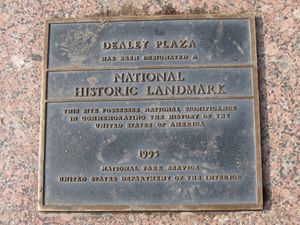 DEALEY PLAZA
HAS BEEN DESIGNATED A
NATIONAL
HISTORIC LANDMARK
THIS SITE POSSESSES NATIONAL SIGNIFICANCE
IN COMMEMORATING THE HISTORY OF THE
UNITED STATES OF AMERICA
1993
NATIONAL PARK SERVICE
UNITED STATES DEPARTMENT OF THE INTERIOR